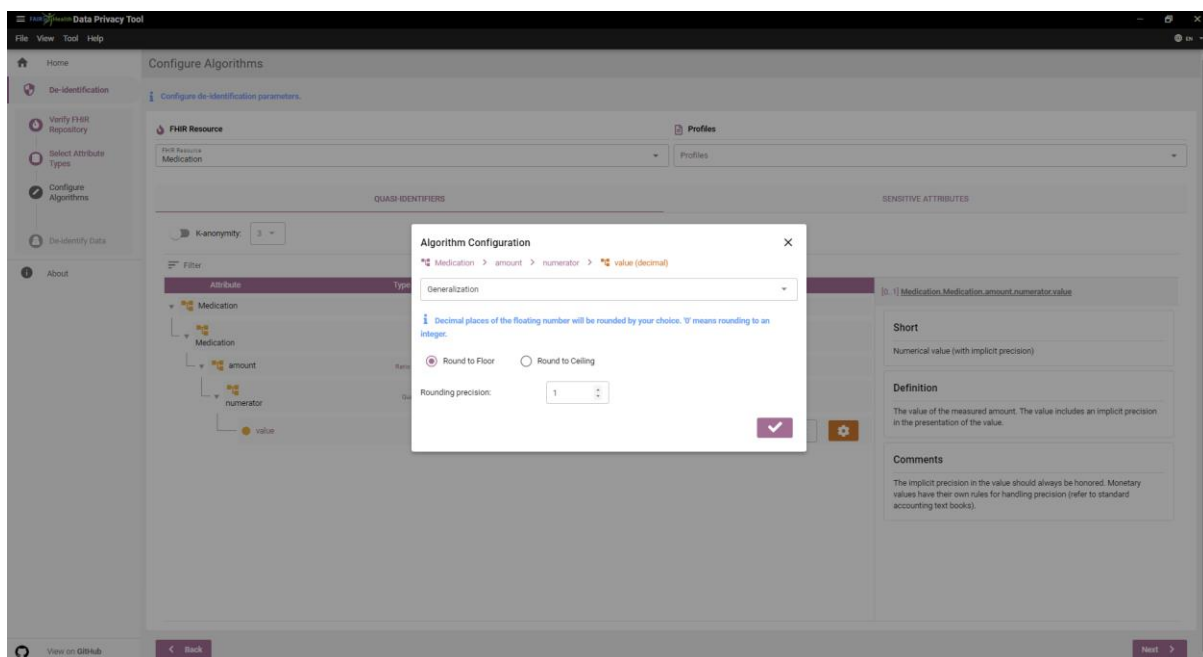 FAIR4Health Data Privacy Tool
File View Tool Help
EN
Home
Configure Algorithms
De-identification
Configure de-identification parameters.
Verify FHIR
Repository
FHIR Resource
Profiles
Select Attribute
Types
FHIR Resource
Medication
Profiles
Configure
Algorithms
QUASI-IDENTIFIERS
SENSITIVE ATTRIBUTES
De-identify Data
K-anonymity: 3
About
Filter
Attribute
Type
Medication
Medication
amount
numerator
value
Algorithm Configuration
Medication > amount > numerator > value (decimal)
Generalization
Decimal places of the floating number will be rounded by your choice. '0' means rounding to an
integer.
Round to Floor
Round to Ceiling
Rounding precision: 1
[0..1] Medication.Medication.amount.numerator.value
Short
Numerical value (with implicit precision)
Definition
The value of the measured amount. The value includes an implicit precision
in the presentation of the value.
Comments
The implicit precision in the value should always be honored. Monetary
values have their own rules for handling precision (refer to standard
accounting text books).
View on GitHub
Back
Next